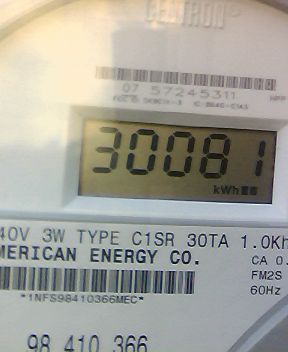 CENTRON®
07 57245311
30081
kWh
40V 3W TYPE C1SR 30TA 1.0Kh
MERICAN ENERGY CO.
CA 0.
FM2S
*1NFS98410366MEC*
60Hz
98 410 366